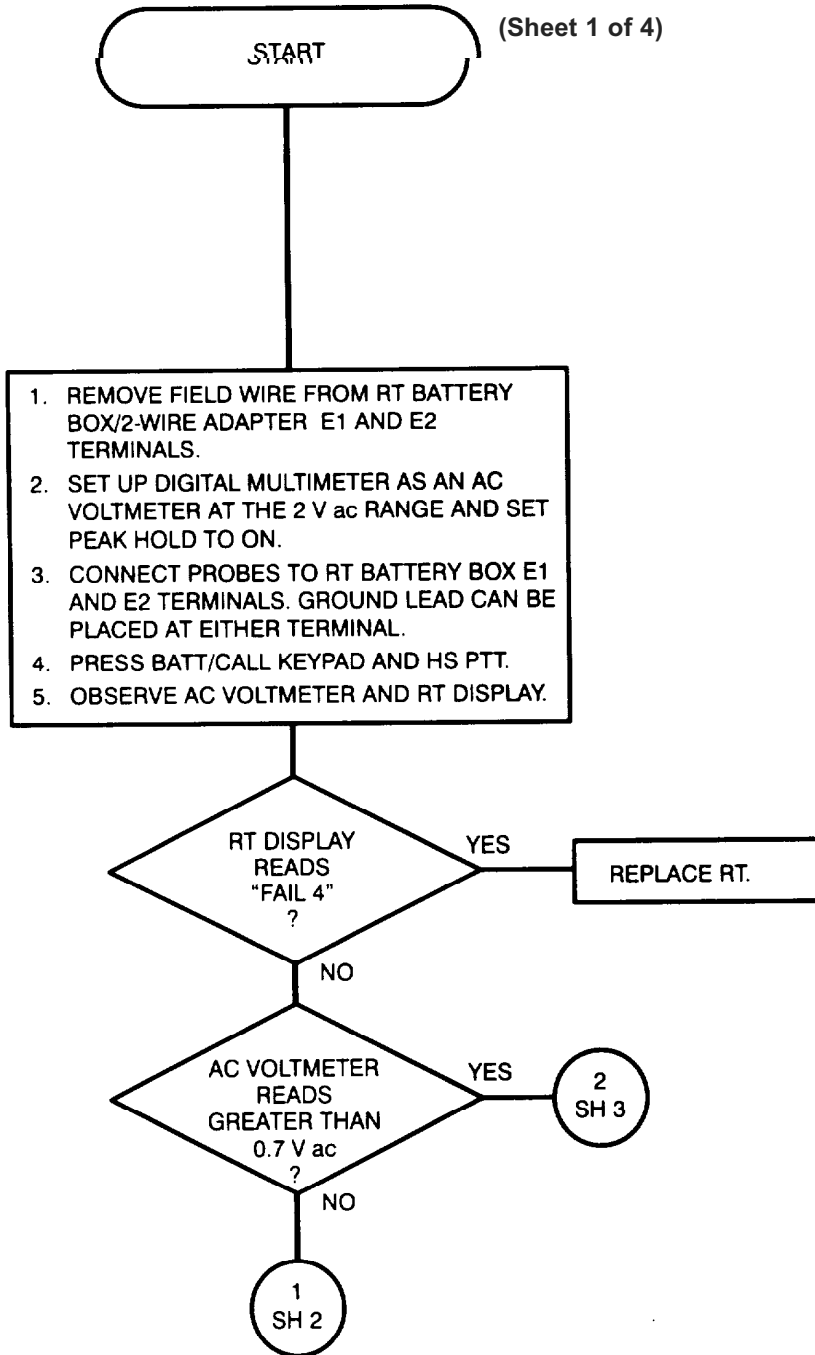 (Sheet 1 of 4)
START
1. REMOVE FIELD WIRE FROM RT BATTERY
BOX/2-WIRE ADAPTER E1 AND E2
TERMINALS.
2. SET UP DIGITAL MULTIMETER AS AN AC
VOLTMETER AT THE 2 V ac RANGE AND SET
PEAK HOLD TO ON.
3. CONNECT PROBES TO RT BATTERY BOX E1
AND E2 TERMINALS. GROUND LEAD CAN BE
PLACED AT EITHER TERMINAL.
4. PRESS BATT/CALL KEYPAD AND HS PTT.
5. OBSERVE AC VOLTMETER AND RT DISPLAY.
RT DISPLAY
READS
"FAIL 4"
?
YES
REPLACE RT.
NO
AC VOLTMETER
READS
GREATER THAN
0.7 V ac
?
YES
2
SH 3
NO
1
SH 2